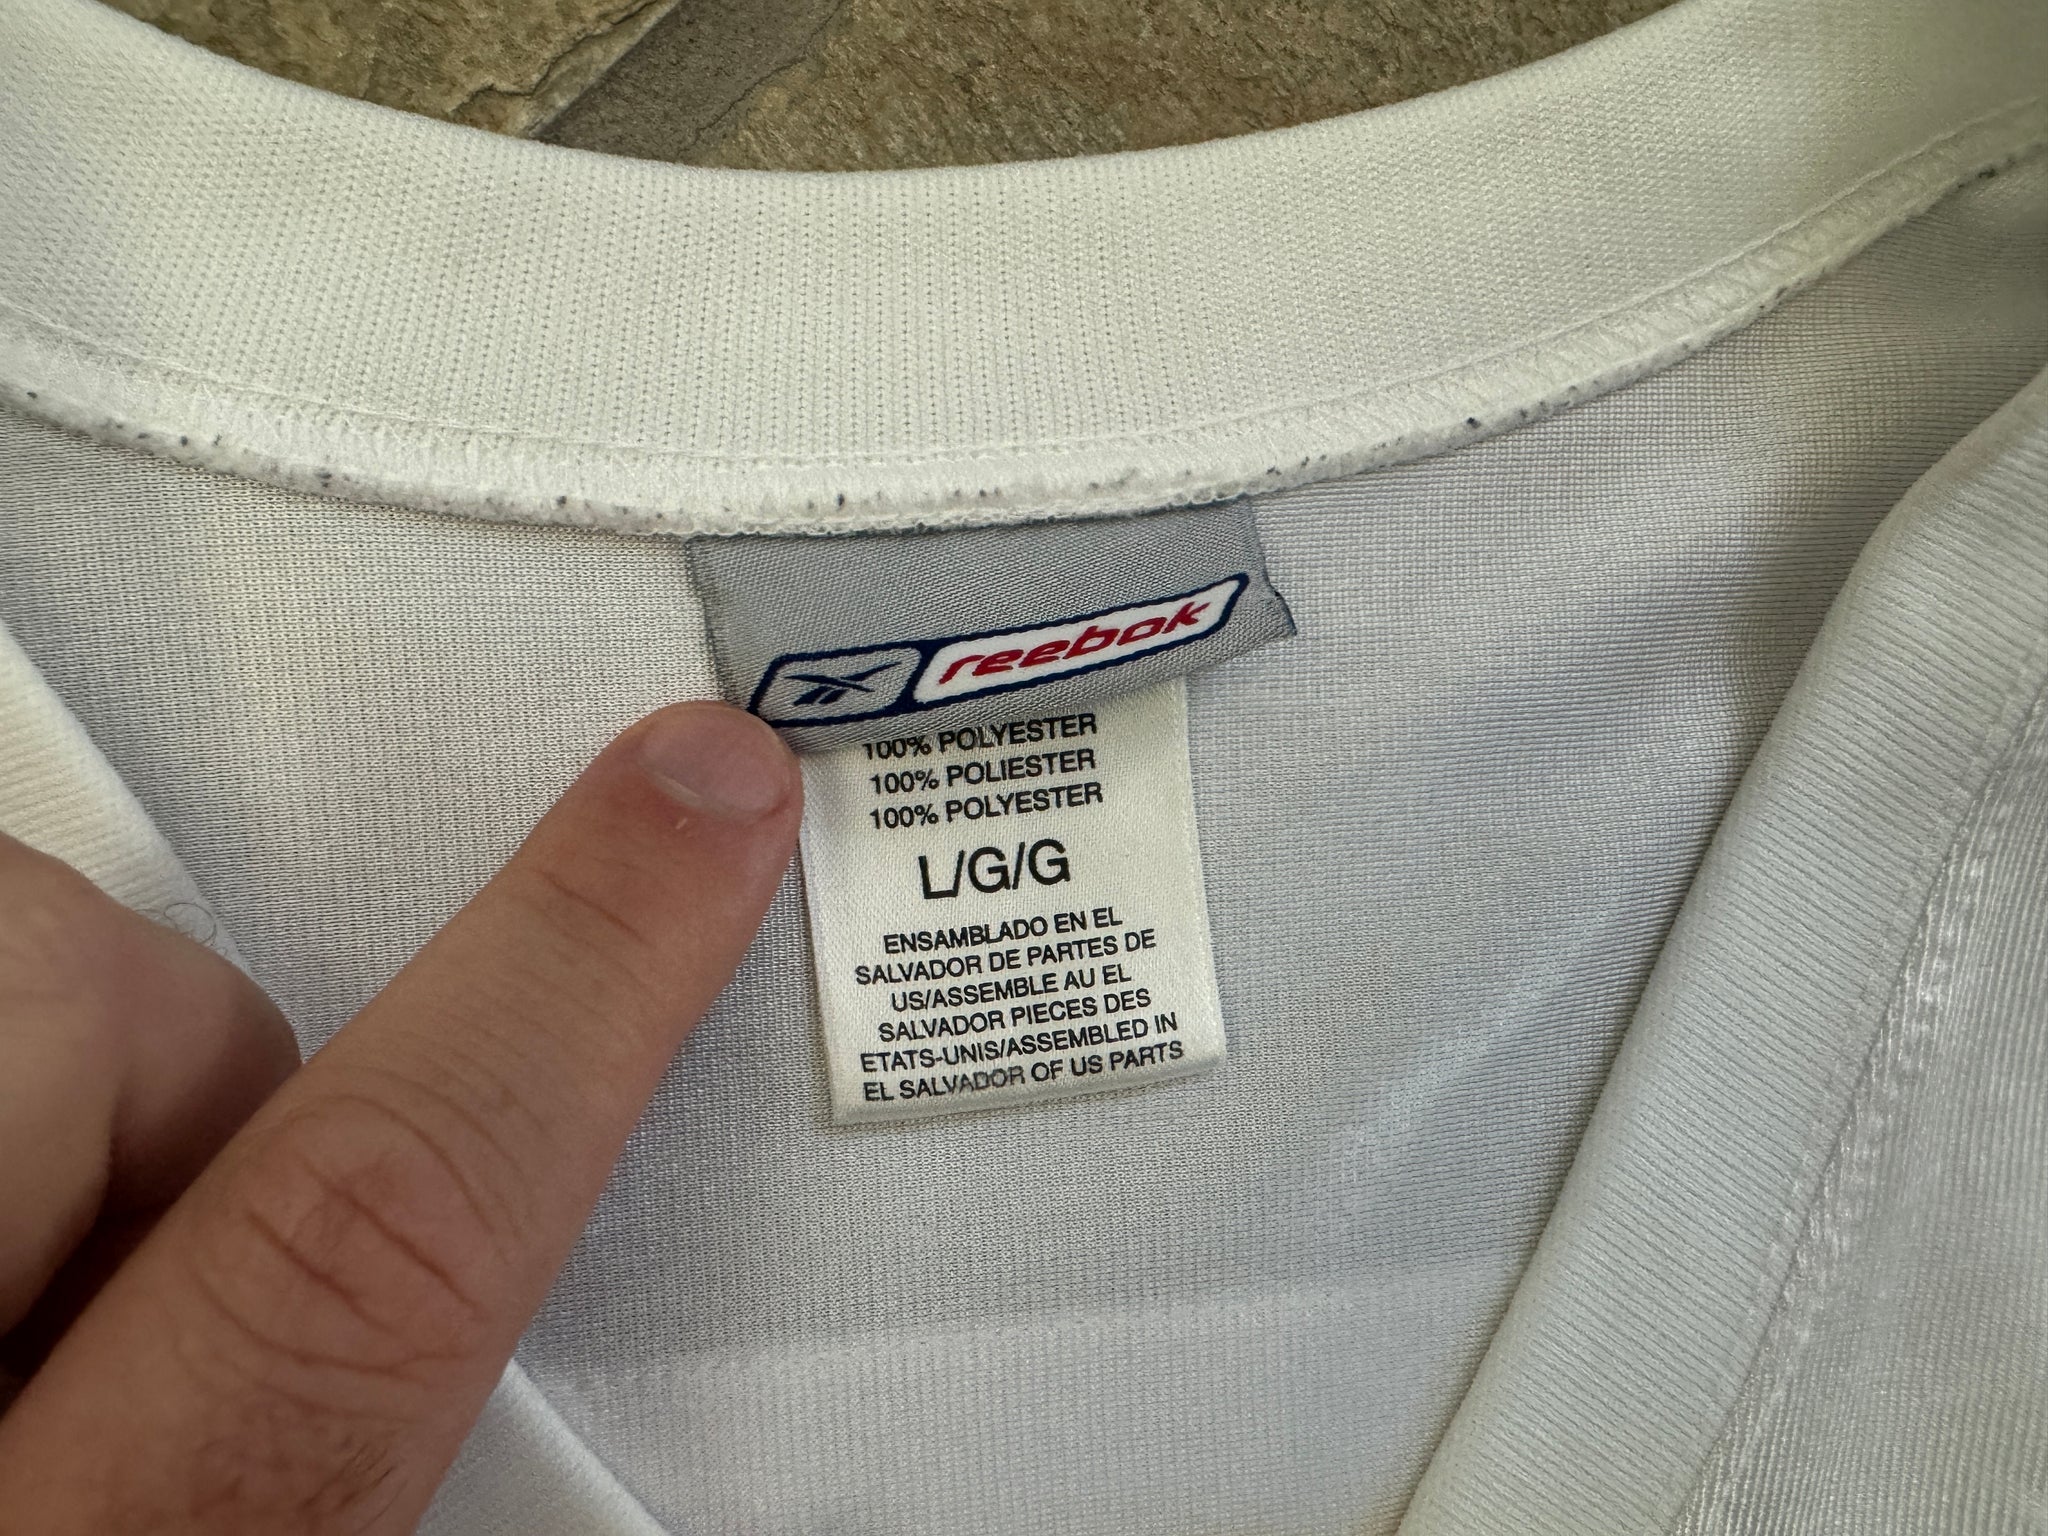 reebok
100% POLYESTER
100% POLIESTER
100% POLYESTER
L/G/G
ENSAMBLADO EN EL
SALVADOR DE PARTES DE
US/ASSEMBLE AU EL
SALVADOR PIECES DES
ETATS-UNIS/ASSEMBLED IN
EL SALVADOR OF US PARTS